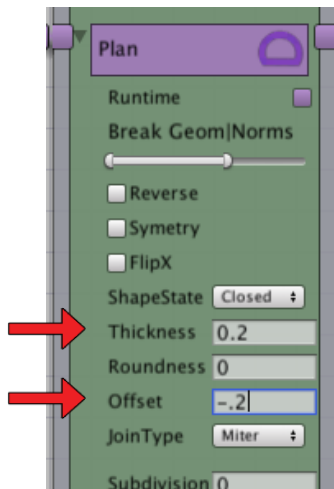 Plan
Runtime
Break Geom|Norms
Reverse
Symetry
FlipX
ShapeState Closed
Thickness 0.2
Roundness 0
Offset -.2
JoinType Miter
Subdivision 0